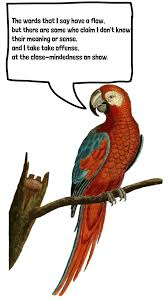 The words that I say have a flaw,
but there are some who claim I don't know
their meaning or sense,
and I take take offense,
at the close-mindedness on show.